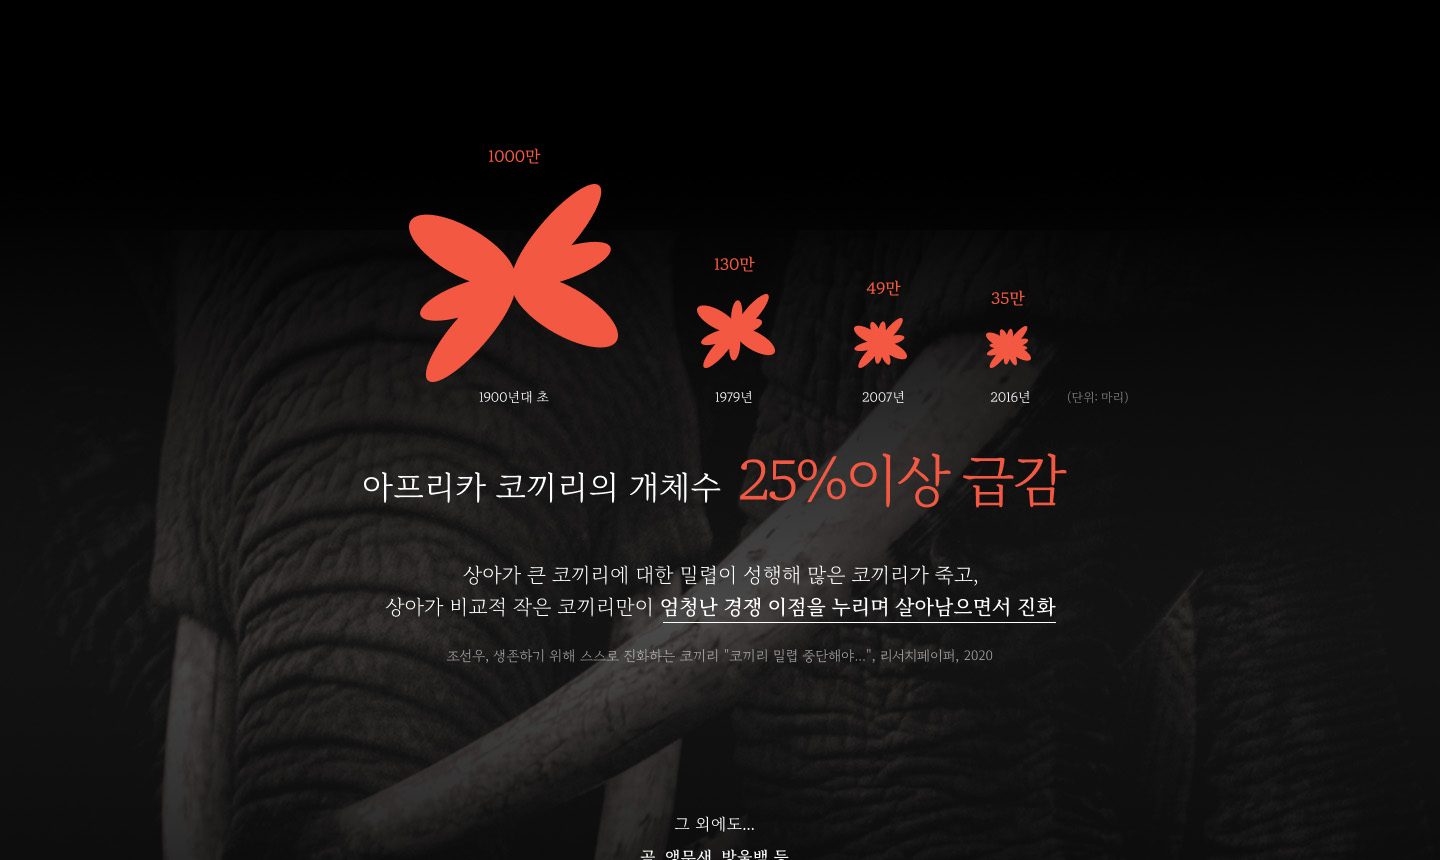 1000만
130만
49만
35만
1900년대 초
1979년
2007년
2016년
(단위: 마리)
아프리카 코끼리의 개체수 25%이상 급감
상아가 큰 코끼리에 대한 밀렵이 성행해 많은 코끼리가 죽고,
상아가 비교적 작은 코끼리만이 엄청난 경쟁 이점을 누리며 살아남으면서 진화
조선우, 생존하기 위해 스스로 진화하는 코끼리 "코끼리 밀렵 중단해야...", 리서치페이퍼, 2020
그 외에도...
곰, 앵무새, 방울뱀 등